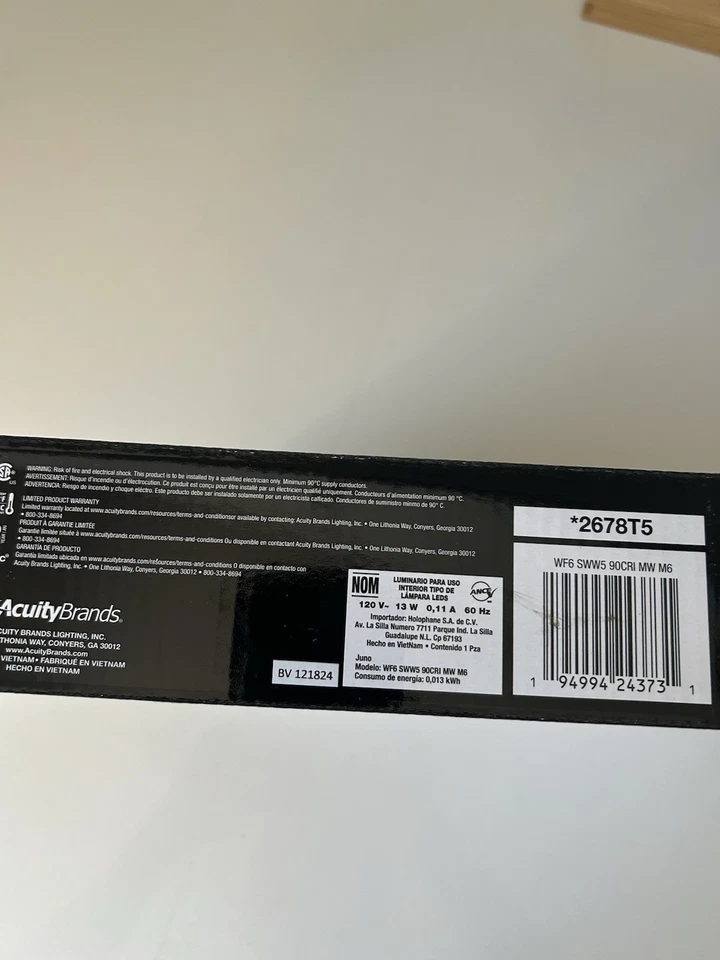 SA
US
WARNING: Risk of fire and electrical shock. This product is to be installed by a qualified electrician only. Minimum 90°C supply conductors.
AVERTISSEMENT: Risque d'incendie ou d'électrocution. Ce produit est conçu pour être installé par un électricien qualifié uniquement. Conducteurs d'alimentation minimum 90 °C.
ADVERTENCIA: Riesgo de incendio y choque eléctrico. Este producto debe ser instalado solamente por un electricista calificado. Conductores de suministro mínimo de 90° C.
LIMITED PRODUCT WARRANTY
Limited warranty located at www.acuitybrands.com/resources/terms-and-conditionsor available by contacting: Acuity Brands Lighting, Inc. • One Lithonia Way, Conyers, Georgia 30012
• 800-334-8694
PRODUIT À GARANTIE LIMITÉE
Garantie limitée située à www.acuitybrands.com/resources/terms-and-conditions Ou disponible en contactant Acuity Brands Lighting, Inc. • One Lithonia Way, Conyers, Georgia 30012
• 800-334-8694
GARANTÍA DE PRODUCTO
Garantía limitada ubicada en www.acuitybrands.com/resources/terms-and-conditions O disponible en contacto con
Acuity Brands Lighting, Inc. • One Lithonia Way, Conyers, Georgia 30012 • 800-334-8694
AcuityBrands®
CUITY BRANDS LIGHTING, INC.
THONIA WAY, CONYERS, GA 30012
www.AcuityBrands.com
VIETNAM • FABRIQUÉ EN VIETNAM
HECHO EN VIETNAM
BV 121824
NOM
LUMINARIO PARA USO
INTERIOR TIPO DE
LÁMPARA LEDS
ANCE
120 V~ 13 W 0,11 A 60 Hz
Importador: Holophane S.A. de C.V.
Av. La Silla Numero 7711 Parque Ind. La Silla
Guadalupe N.L. Cp 67193
Hecho en VietNam • Contenido 1 Pza
Juno
Modelo: WF6 SWW5 90CRI MW M6
Consumo de energía: 0,013 kWh
*2678T5
WF6 SWW5 90CRI MW M6
1 94994 24373 1